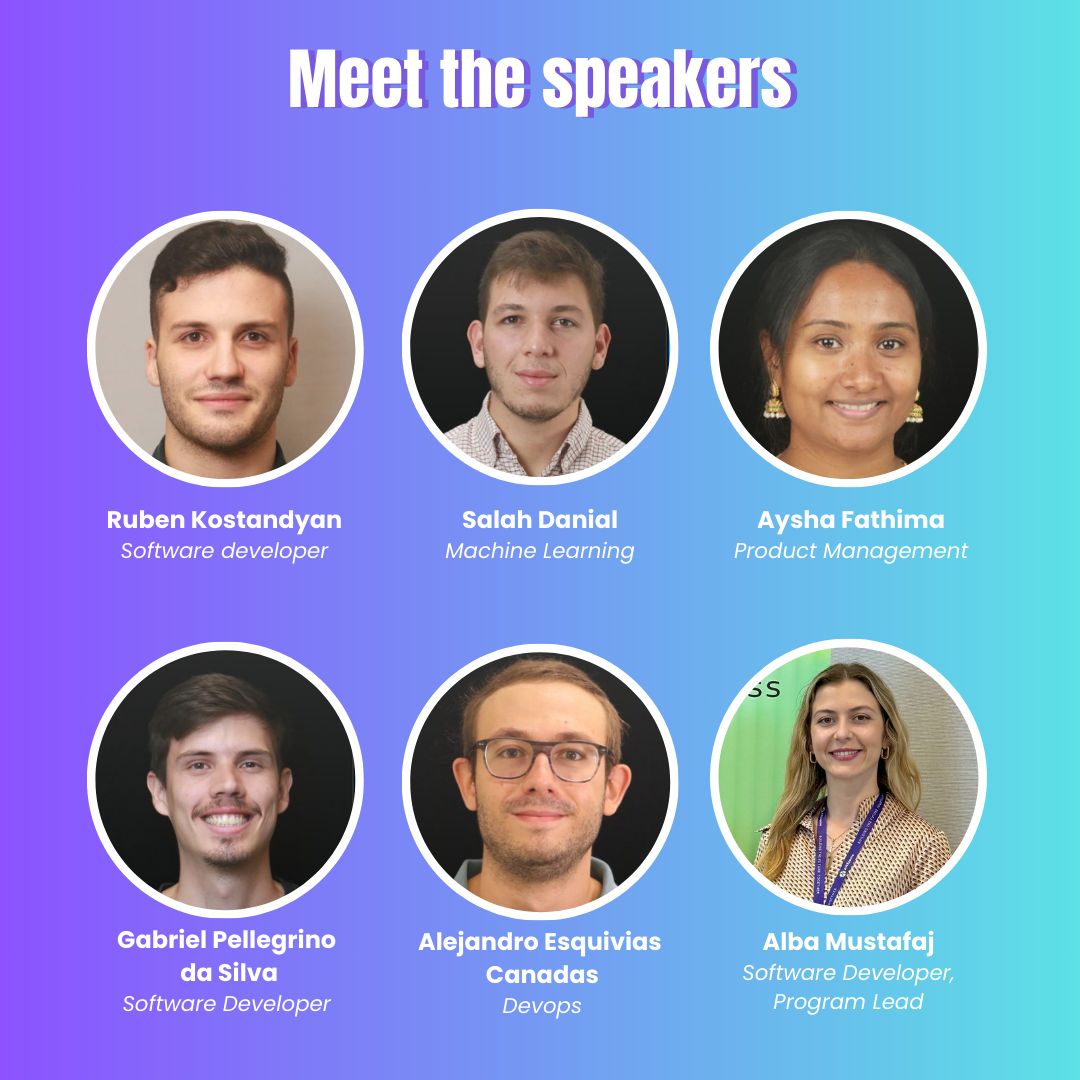 Meet the speakers
Ruben Kostandyan
Software developer
Salah Danial
Machine Learning
Aysha Fathima
Product Management
Gabriel Pellegrino
da Silva
Software Developer
Alejandro Esquivias
Canadas
Devops
ss
Alba Mustafaj
Software Developer,
Program Lead